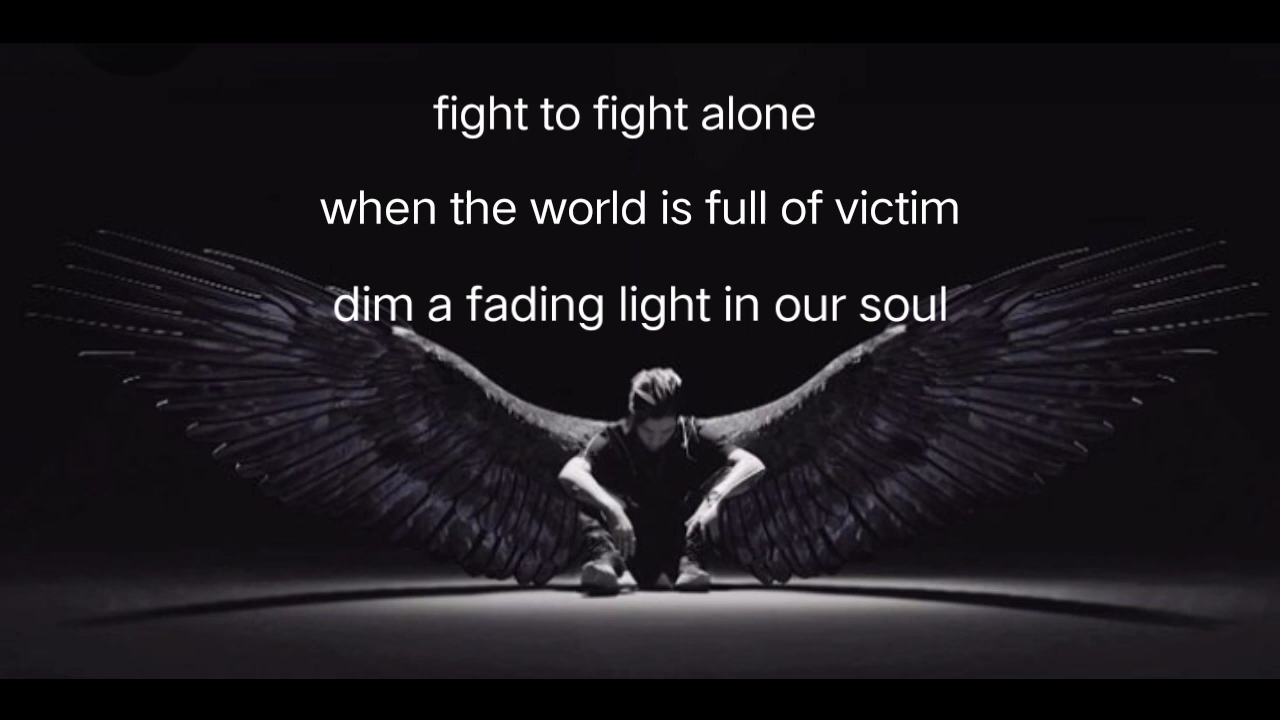 fight to fight alone
when the world is full of victim
dim a fading light in our soul